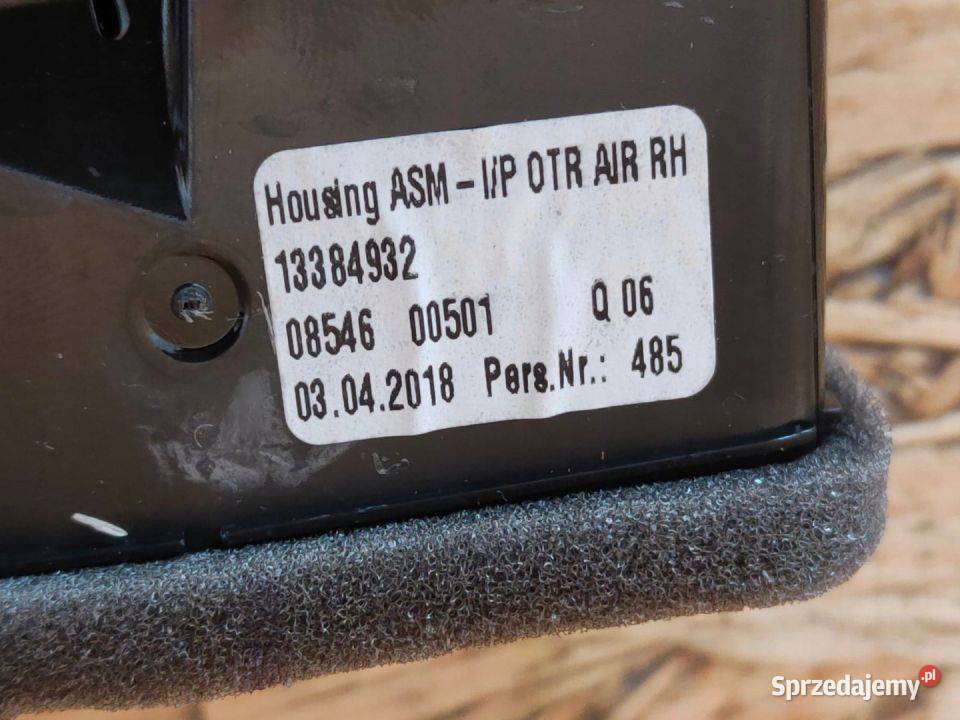 Housing ASM - I/P OTR AIR RH
13384932
08546 00501 Q 06
03.04.2018 Pers.Nr.: 485
Sprzedajemy.pl